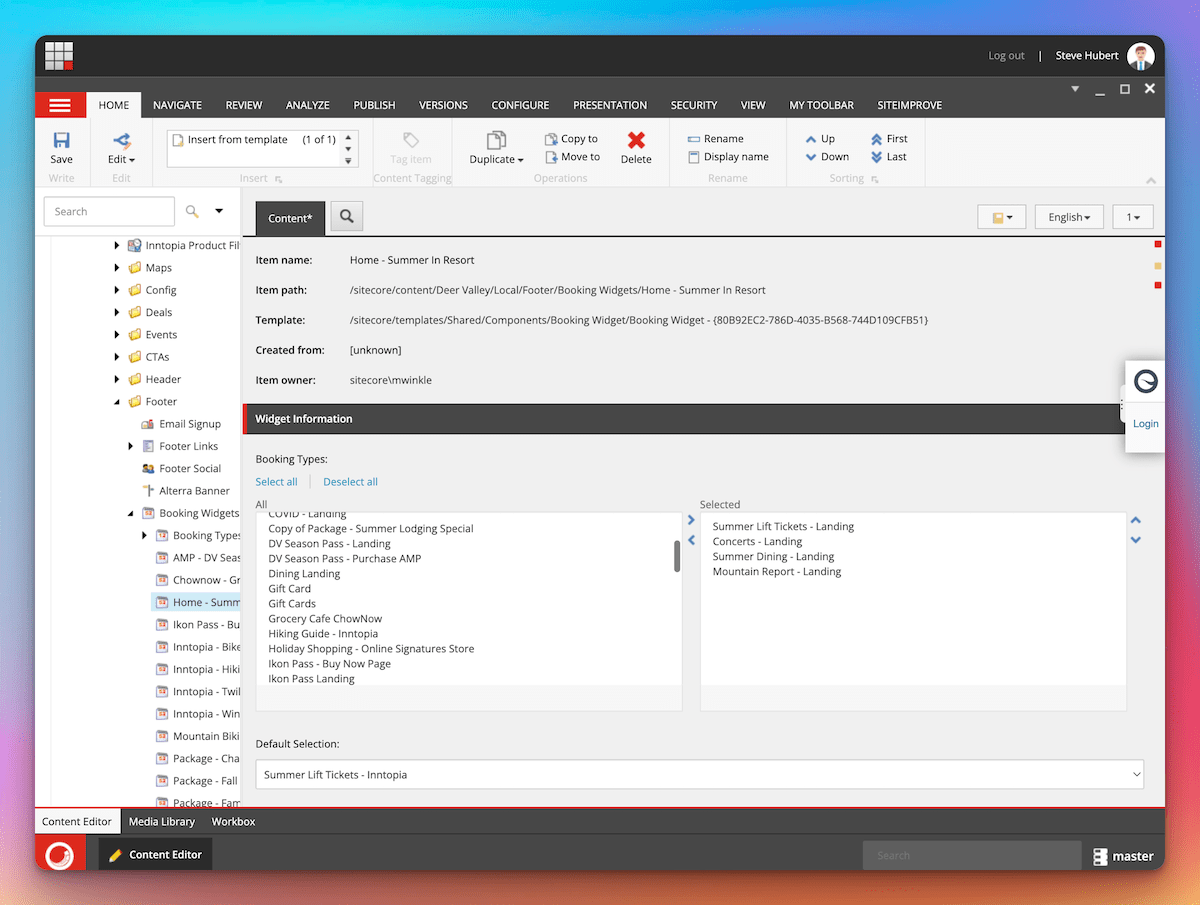 Log out | Steve Hubert
HOME NAVIGATE REVIEW ANALYZE PUBLISH VERSIONS CONFIGURE PRESENTATION SECURITY VIEW MY TOOLBAR SITEIMPROVE
Save
Write
Edit
Edit
Insert from template (1 of 1)
Insert
Tag item
Content Tagging
Duplicate
Copy to
Move to
Delete
Operations
Rename
Display name
Rename
Up
Down
First
Last
Sorting
Search
Inntopia Product Fil
Maps
Config
Deals
Events
CTAs
Header
Footer
Email Signup
Footer Links
Footer Social
Alterra Banner
Booking Widgets
Booking Types
AMP - DV Seas
Chownow - Gr
Home - Summ
Ikon Pass - Bu
Inntopia - Bike
Inntopia - Hiki
Inntopia - Twil
Inntopia - Win
Mountain Biki
Package - Cha
Package - Fall
Package - Fam
Content*
English
1
Item name: Home - Summer In Resort
Item path: /sitecore/content/Deer Valley/Local/Footer/Booking Widgets/Home - Summer In Resort
Template: /sitecore/templates/Shared/Components/Booking Widget/Booking Widget - {80B92EC2-786D-4035-B568-744D109CFB51}
Created from: [unknown]
Item owner: sitecore\mwinkle
Login
Widget Information
Booking Types:
Select all | Deselect all
All
COVID - Landing
Copy of Package - Summer Lodging Special
DV Season Pass - Landing
DV Season Pass - Purchase AMP
Dining Landing
Gift Card
Gift Cards
Grocery Cafe ChowNow
Hiking Guide - Inntopia
Holiday Shopping - Online Signatures Store
Ikon Pass - Buy Now Page
Ikon Pass Landing
Selected
Summer Lift Tickets - Landing
Concerts - Landing
Summer Dining - Landing
Mountain Report - Landing
Default Selection:
Summer Lift Tickets - Inntopia
Content Editor Media Library Workbox
Content Editor
Search
master